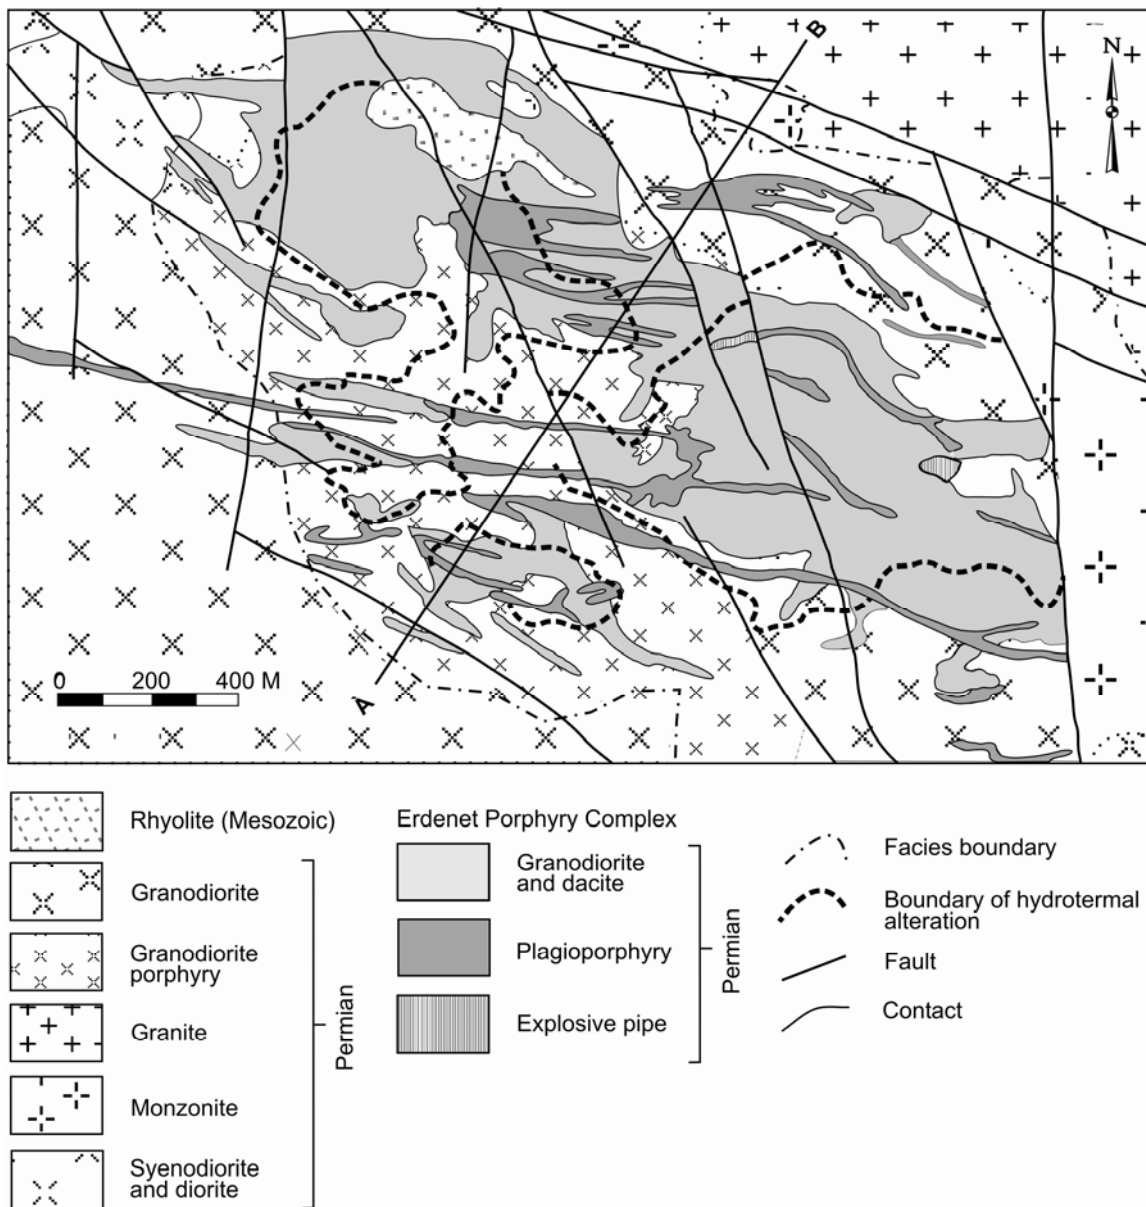 B
N
A
0 200 400 M
Rhyolite (Mesozoic)
Granodiorite
Granodiorite
porphyry
Granite
Monzonite
Syenodiorite
and diorite
Permian
Erdenet Porphyry Complex
Granodiorite
and dacite
Plagioporphyry
Explosive pipe
Permian
Facies boundary
Boundary of hydrotermal
alteration
Fault
Contact